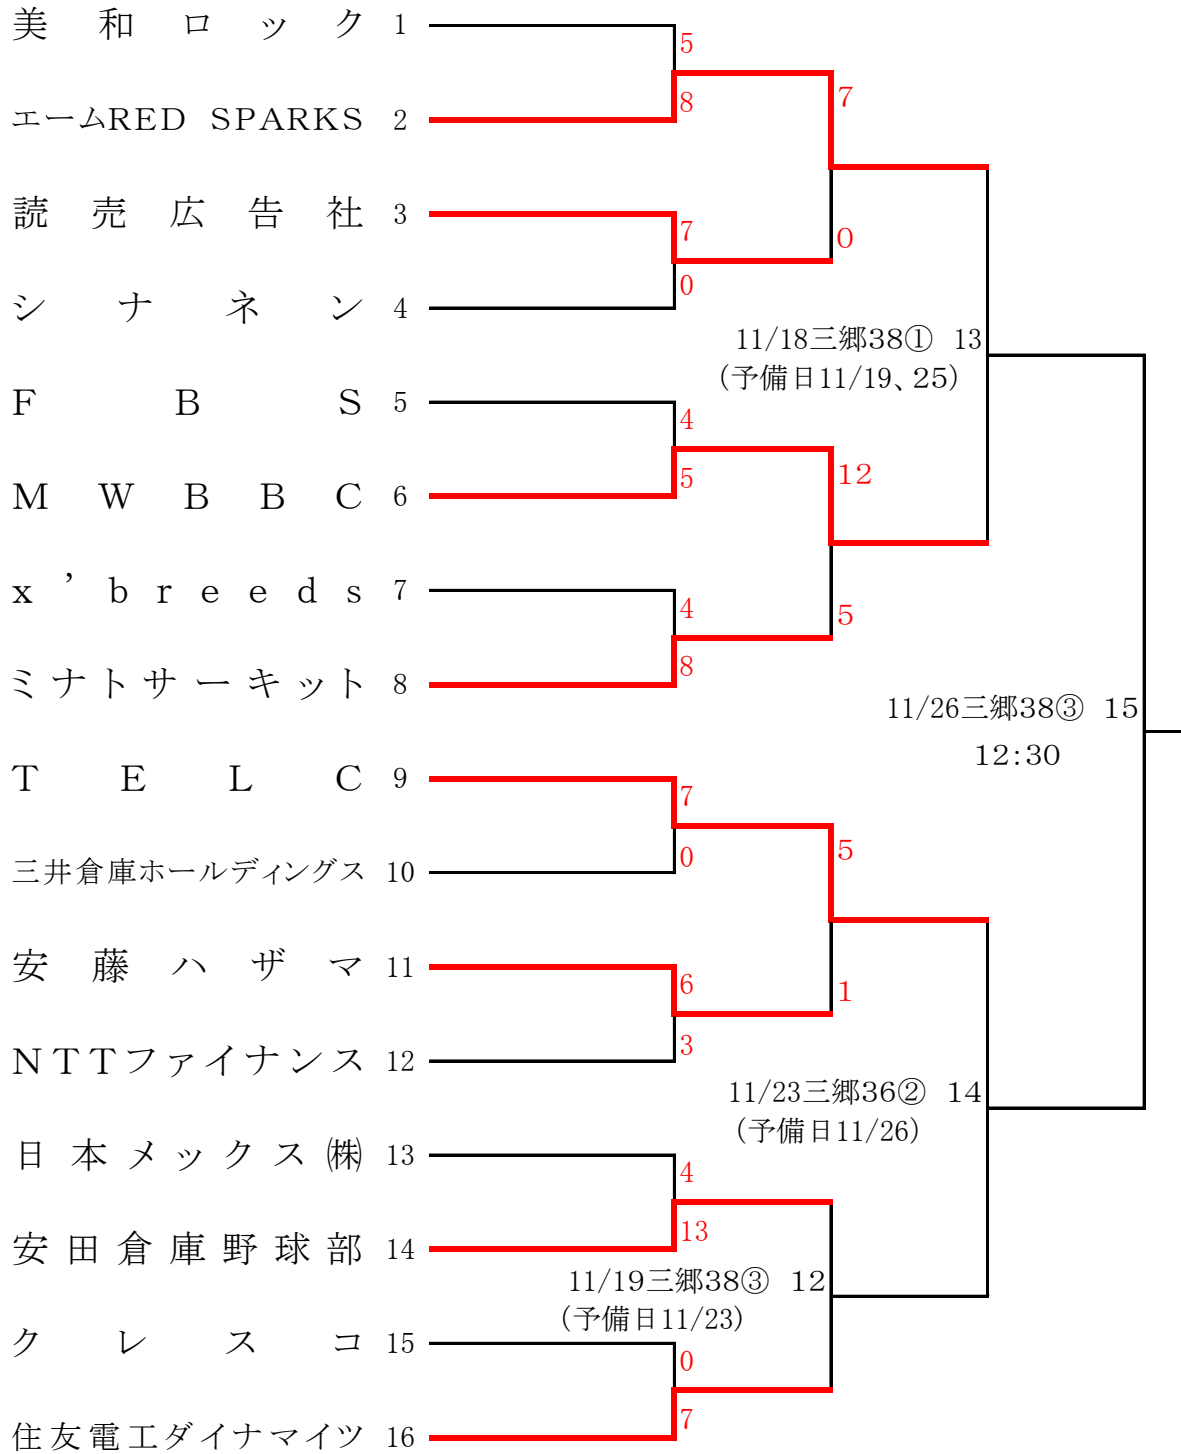 美和ロック 1
5
7
8
エームRED SPARKS 2
読売広告社 3
7
0
0
シナネン 4
11/18三郷38① 13
（予備日11/19、25）
FBS 5
4
12
5
MWBBC 6
x’breeds 7
4
5
8
ミナトサーキット 8
11/26三郷38③ 15
12:30
TELC 9
7
5
0
三井倉庫ホールディングス 10
安藤ハザマ 11
6
1
3
NTTファイナンス 12
11/23三郷36② 14
（予備日11/26）
日本メックス㈱ 13
4
13
安田倉庫野球部 14
11/19三郷38③ 12
（予備日11/23）
クレスコ 15
0
7
住友電工ダイナマイツ 16